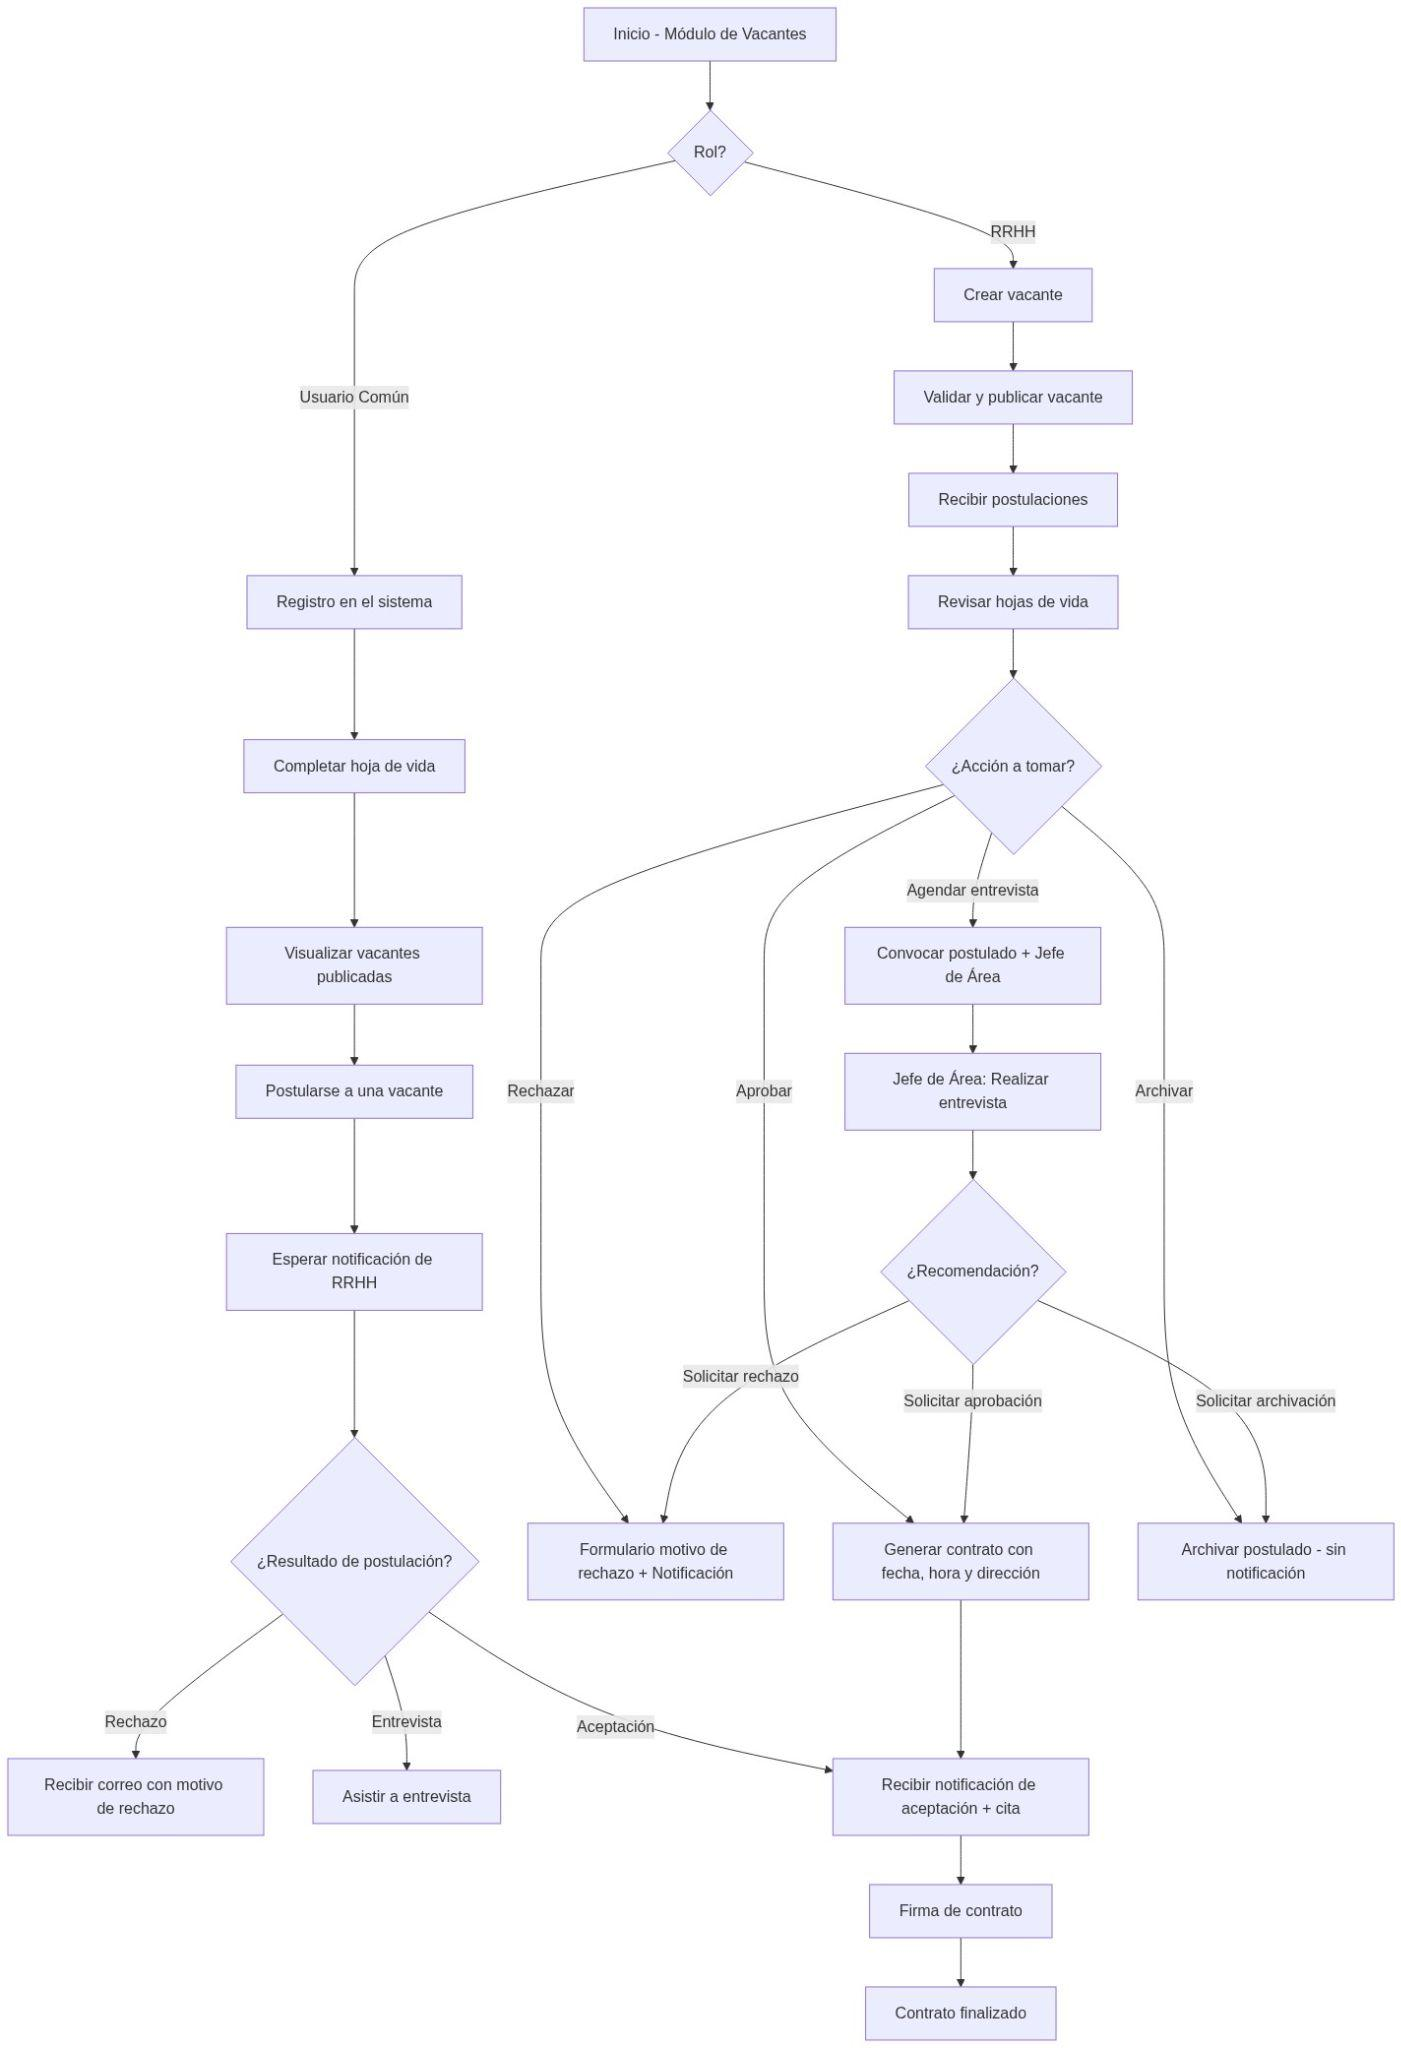 Inicio - Módulo de Vacantes
Rol?
RRHH
Crear vacante
Usuario Común
Validar y publicar vacante
Recibir postulaciones
Registro en el sistema
Revisar hojas de vida
Completar hoja de vida
¿Acción a tomar?
Agendar entrevista
Visualizar vacantes
publicadas
Convocar postulado + Jefe
de Área
Postularse a una vacante
Rechazar
Aprobar
Jefe de Área: Realizar
entrevista
Archivar
Esperar notificación de
RRHH
¿Recomendación?
Solicitar rechazo
Solicitar aprobación
Solicitar archivación
¿Resultado de postulación?
Formulario motivo de
rechazo + Notificación
Generar contrato con
fecha, hora y dirección
Archivar postulado - sin
notificación
Rechazo
Entrevista
Aceptación
Recibir correo con motivo
de rechazo
Asistir a entrevista
Recibir notificación de
aceptación + cita
Firma de contrato
Contrato finalizado